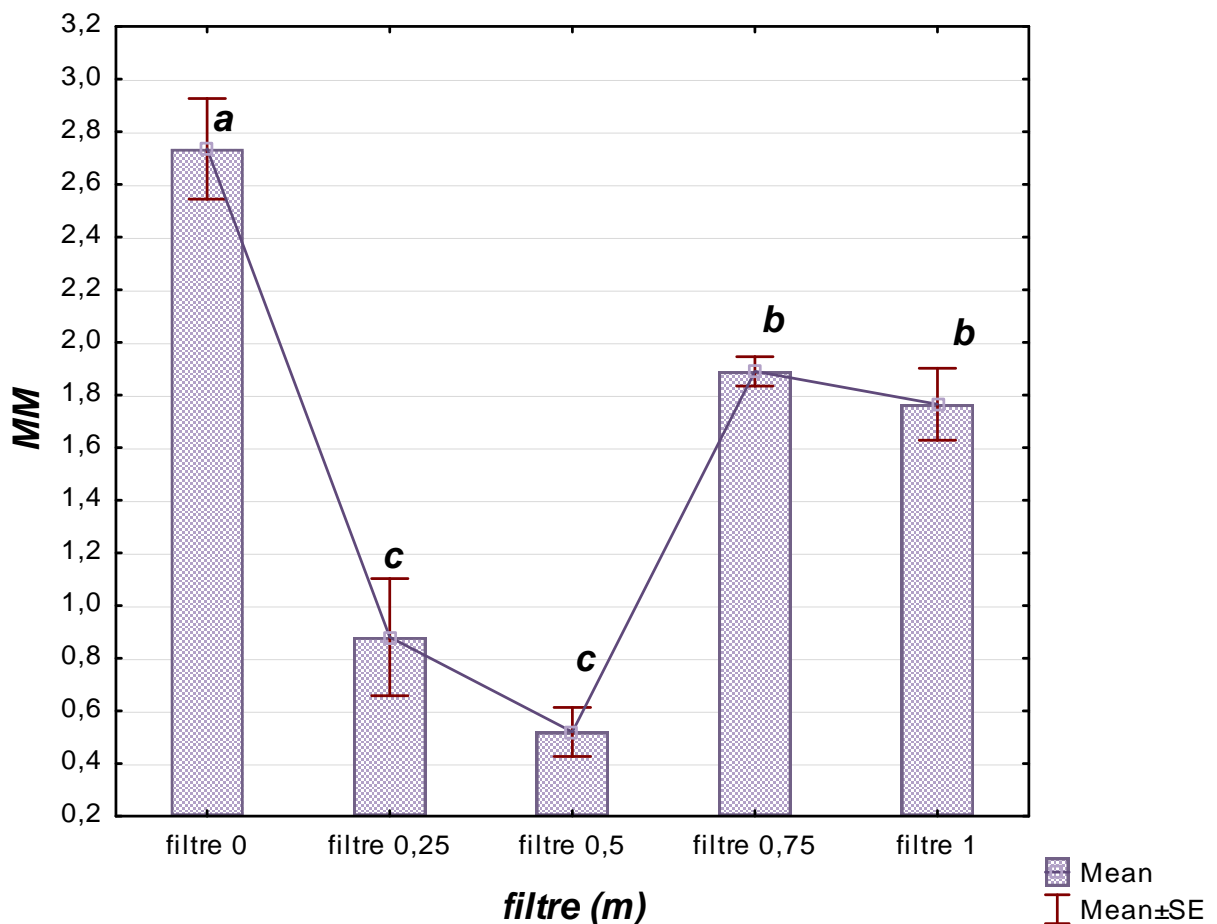 3,2
3,0
2,8
2,6
2,4
2,2
2,0
1,8
1,6
1,4
1,2
1,0
0,8
0,6
0,4
0,2
MM
a
c
c
b
b
filtre 0
filtre 0,25
filtre 0,5
filtre 0,75
filtre 1
filtre (m)
Mean
Mean±SE